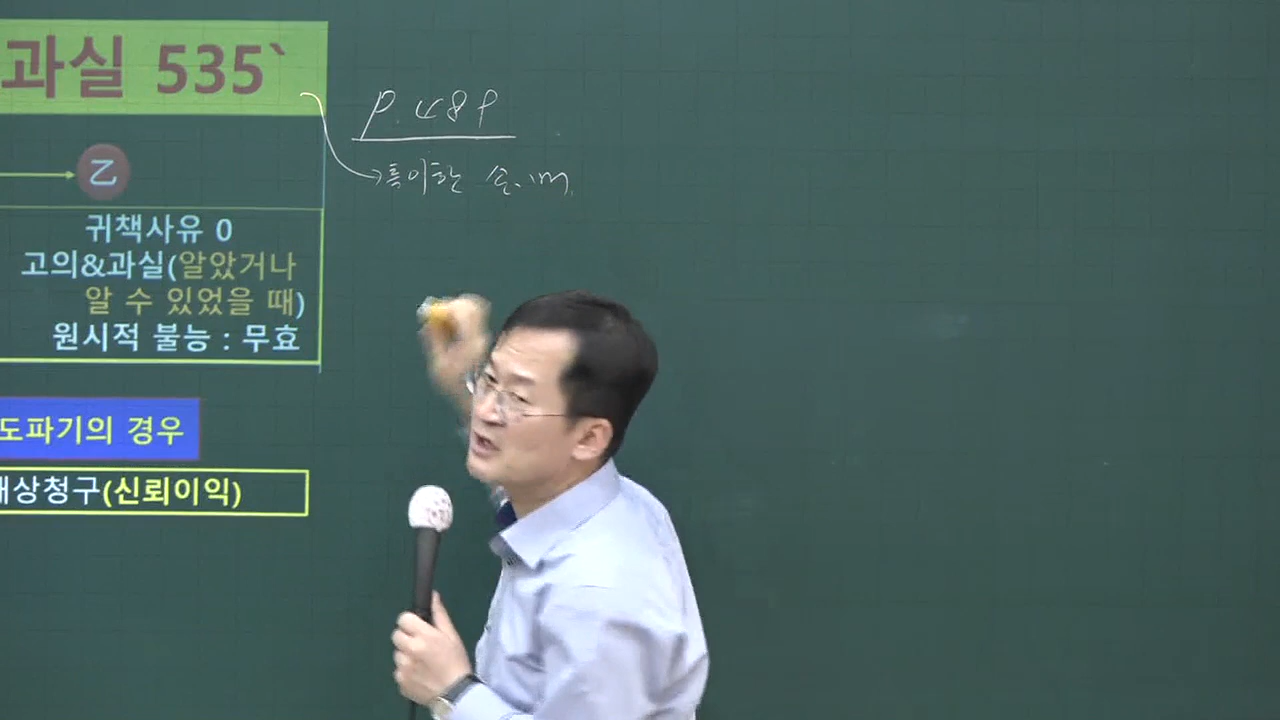 과실 535`
P. 489
특이한 손.
乙
귀책사유 0
고의&과실(알았거나
알 수 있었을 때)
원시적 불능 : 무효
도파기의 경우
배상청구(신뢰이익)